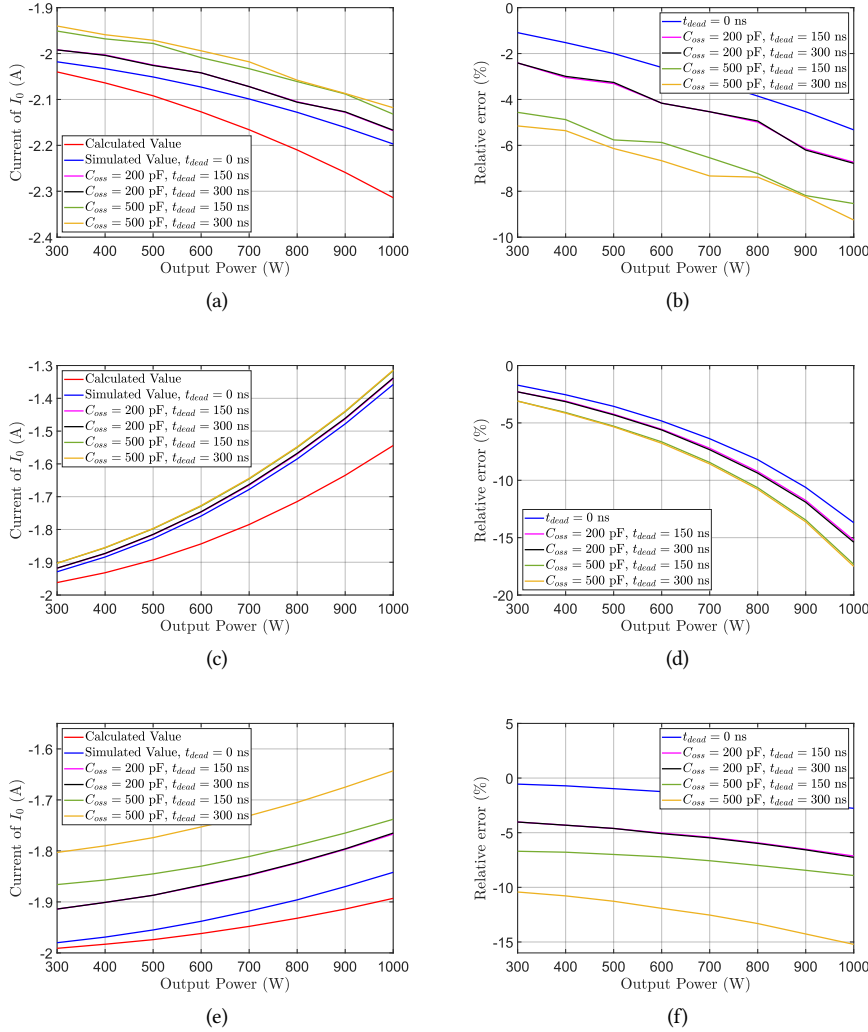 -1.9
-2
-2.1
-2.2
-2.3
-2.4
Current of I0 (A)
Calculated Value
Simulated Value, tdead = 0 ns
Coss = 200 pF, tdead = 150 ns
Coss = 200 pF, tdead = 300 ns
Coss = 500 pF, tdead = 150 ns
Coss = 500 pF, tdead = 300 ns
300 400 500 600 700 800 900 1000
Output Power (W)
(a)
0
-2
-4
-6
-8
-10
Relative error (%)
tdead = 0 ns
Coss = 200 pF, tdead = 150 ns
Coss = 200 pF, tdead = 300 ns
Coss = 500 pF, tdead = 150 ns
Coss = 500 pF, tdead = 300 ns
300 400 500 600 700 800 900 1000
Output Power (W)
(b)
-1.3
-1.4
-1.5
-1.6
-1.7
-1.8
-1.9
-2
Current of I0 (A)
Calculated Value
Simulated Value, tdead = 0 ns
Coss = 200 pF, tdead = 150 ns
Coss = 200 pF, tdead = 300 ns
Coss = 500 pF, tdead = 150 ns
Coss = 500 pF, tdead = 300 ns
300 400 500 600 700 800 900 1000
Output Power (W)
(c)
0
-5
-10
-15
-20
Relative error (%)
tdead = 0 ns
Coss = 200 pF, tdead = 150 ns
Coss = 200 pF, tdead = 300 ns
Coss = 500 pF, tdead = 150 ns
Coss = 500 pF, tdead = 300 ns
300 400 500 600 700 800 900 1000
Output Power (W)
(d)
-1.6
-1.7
-1.8
-1.9
-2
Current of I0 (A)
Calculated Value
Simulated Value, tdead = 0 ns
Coss = 200 pF, tdead = 150 ns
Coss = 200 pF, tdead = 300 ns
Coss = 500 pF, tdead = 150 ns
Coss = 500 pF, tdead = 300 ns
300 400 500 600 700 800 900 1000
Output Power (W)
(e)
5
0
-5
-10
-15
Relative error (%)
tdead = 0 ns
Coss = 200 pF, tdead = 150 ns
Coss = 200 pF, tdead = 300 ns
Coss = 500 pF, tdead = 150 ns
Coss = 500 pF, tdead = 300 ns
300 400 500 600 700 800 900 1000
Output Power (W)
(f)